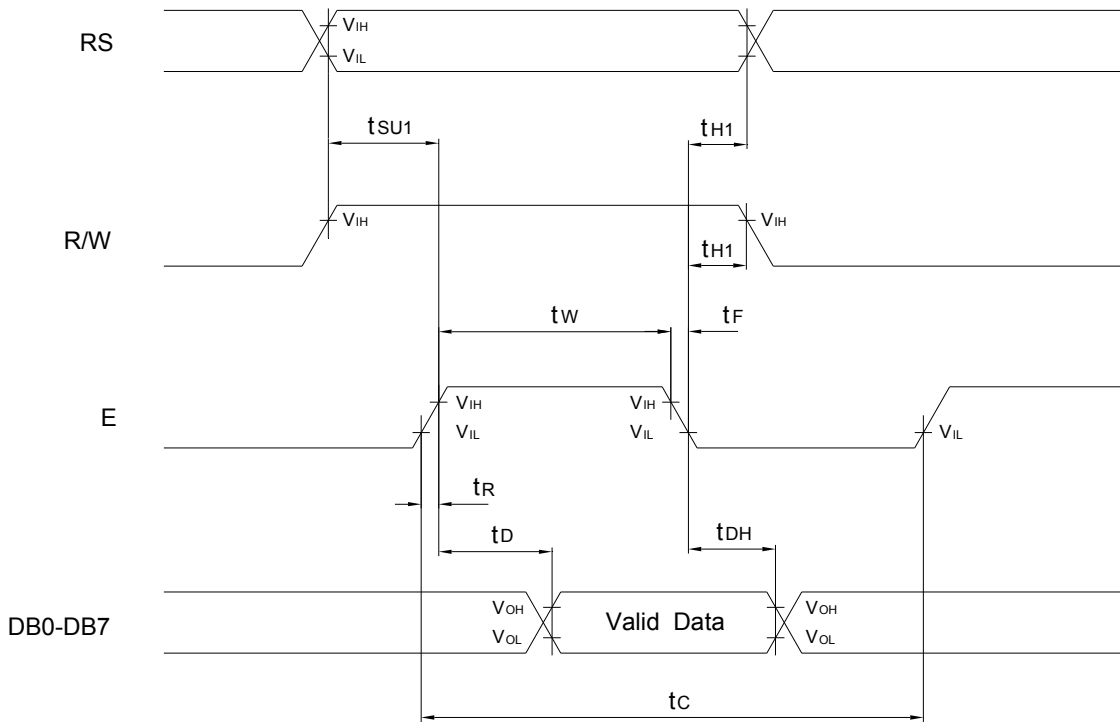 RS
VIH
VIL
tSU1
tH1
R/W
VIH
VIH
tH1
tW
tF
E
VIH
VIH
VIL
VIL
VIL
tR
tD
tDH
DB0-DB7
VOH
Valid Data
VOH
VOL
VOL
tC